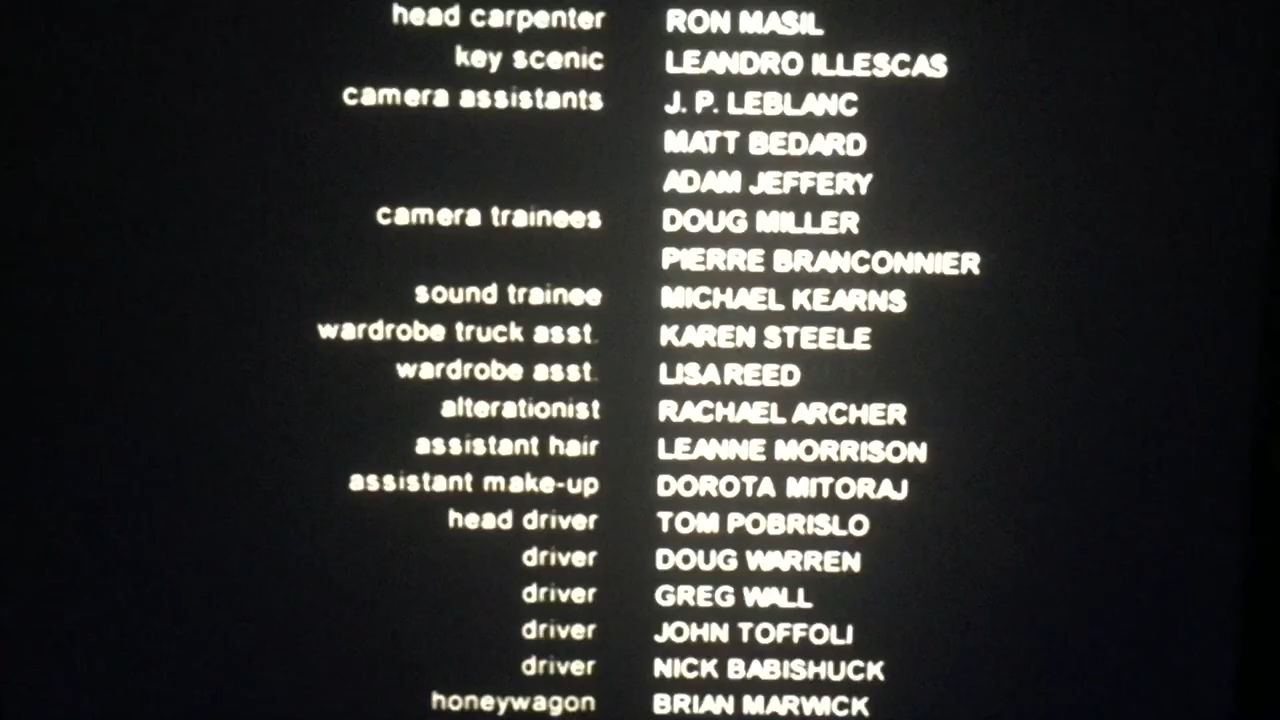 head carpenter RON MASIL
key scenic LEANDRO ILLESCAS
camera assistants J. P. LEBLANC
MATT BEDARD
ADAM JEFFERY
camera trainees DOUG MILLER
PIERRE BRANCONNIER
sound trainee MICHAEL KEARNS
wardrobe truck asst. KAREN STEELE
wardrobe asst. LISA REED
alterationist RACHAEL ARCHER
assistant hair LEANNE MORRISON
assistant make-up DOROTA MITORAJ
head driver TOM POBRISLO
driver DOUG WARREN
driver GREG WALL
driver JOHN TOFFOLI
driver NICK BABISHUCK
honeywagon BRIAN MARWICK